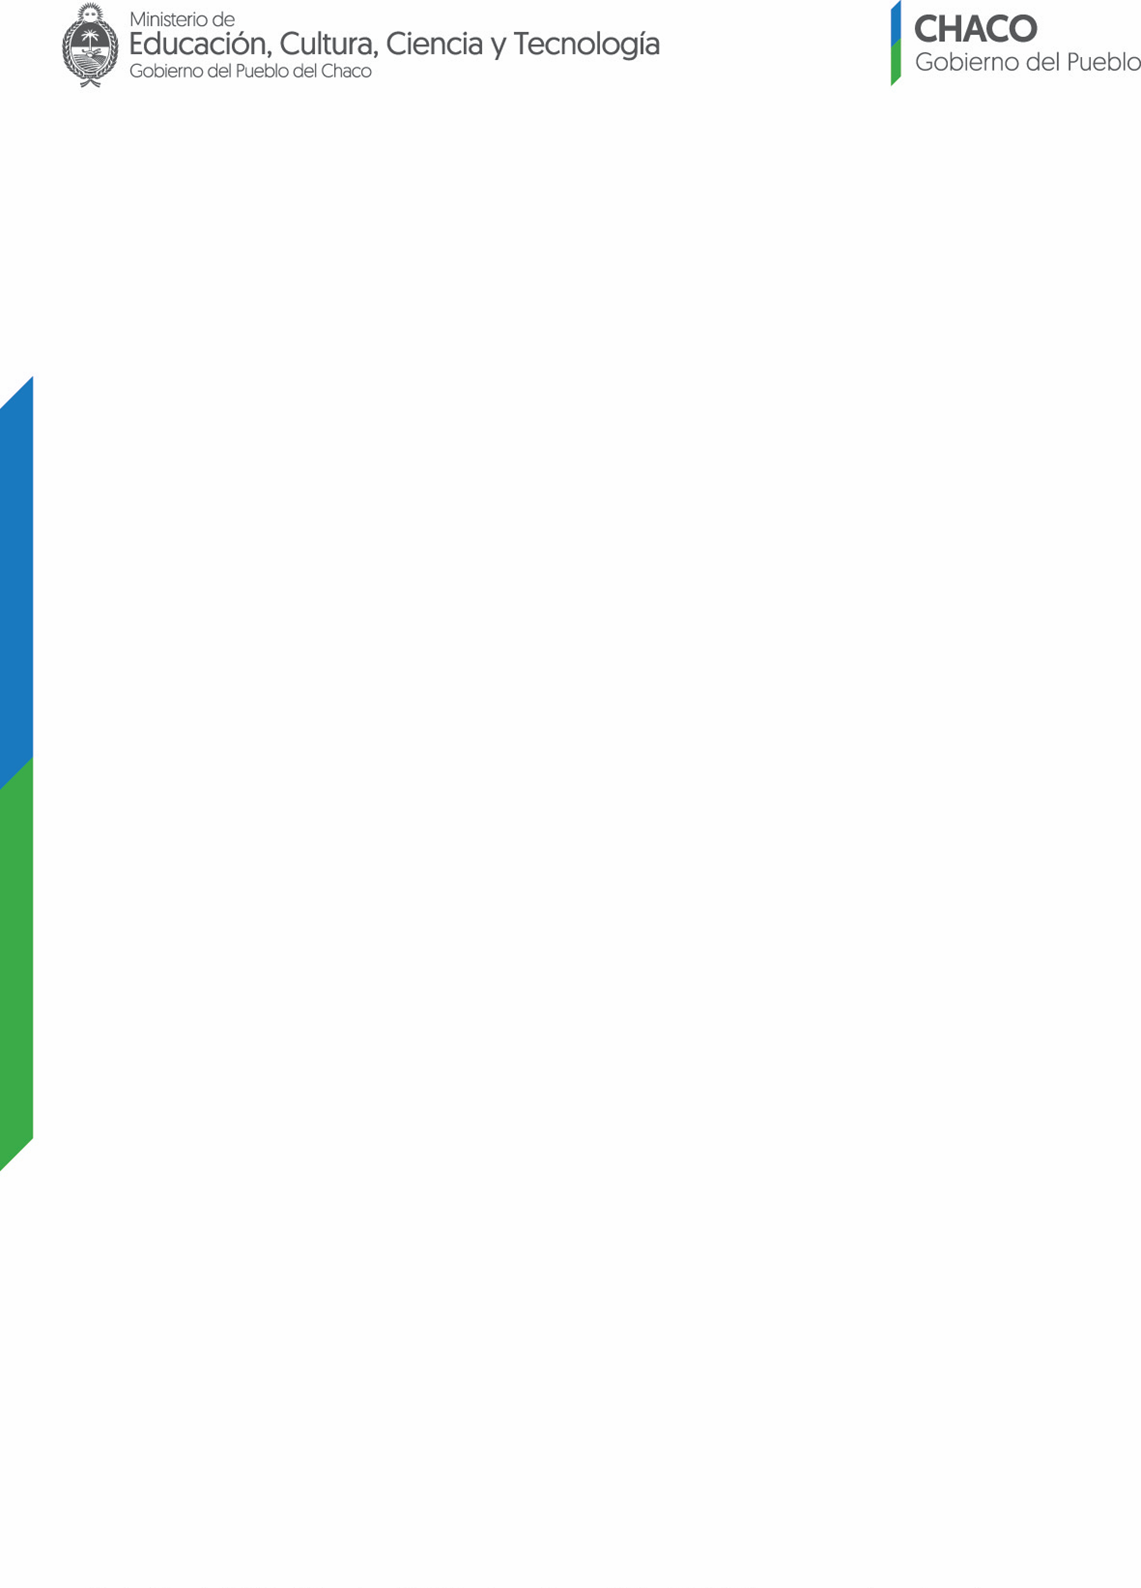 Ministerio de
Educación, Cultura, Ciencia y Tecnología
Gobierno del Pueblo del Chaco
CHACO
Gobierno del Pueblo